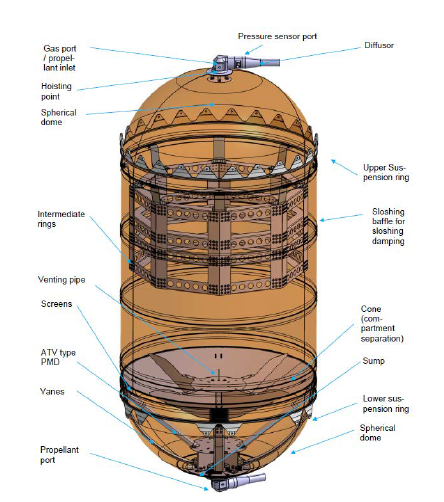 Pressure sensor port
Gas port
/ propel-
lant inlet
Diffusor
Hoisting
point
Spherical
dome
Upper Sus-
pension ring
Intermediate
rings
Sloshing
baffle for
sloshing
damping
Venting pipe
Screens
Cone
(com-
partment
separation)
ATV type
PMD
Sump
Vanes
Lower sus-
pension ring
Spherical
dome
Propellant
port